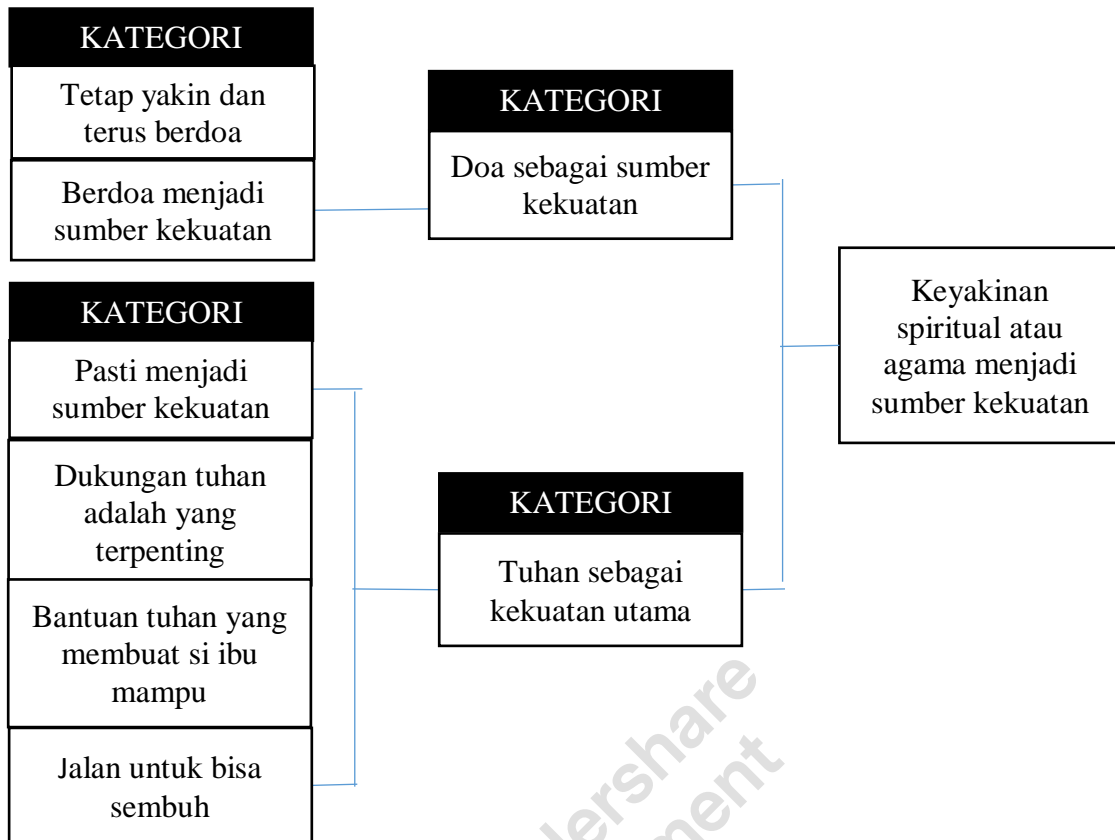 KATEGORI
Tetap yakin dan
terus berdoa
Berdoa menjadi
sumber kekuatan
KATEGORI
Pasti menjadi
sumber kekuatan
Dukungan tuhan
adalah yang
terpenting
Bantuan tuhan yang
membuat si ibu
mampu
Jalan untuk bisa
sembuh
KATEGORI
Doa sebagai sumber
kekuatan
KATEGORI
Tuhan sebagai
kekuatan utama
Keyakinan
spiritual atau
agama menjadi
sumber kekuatan